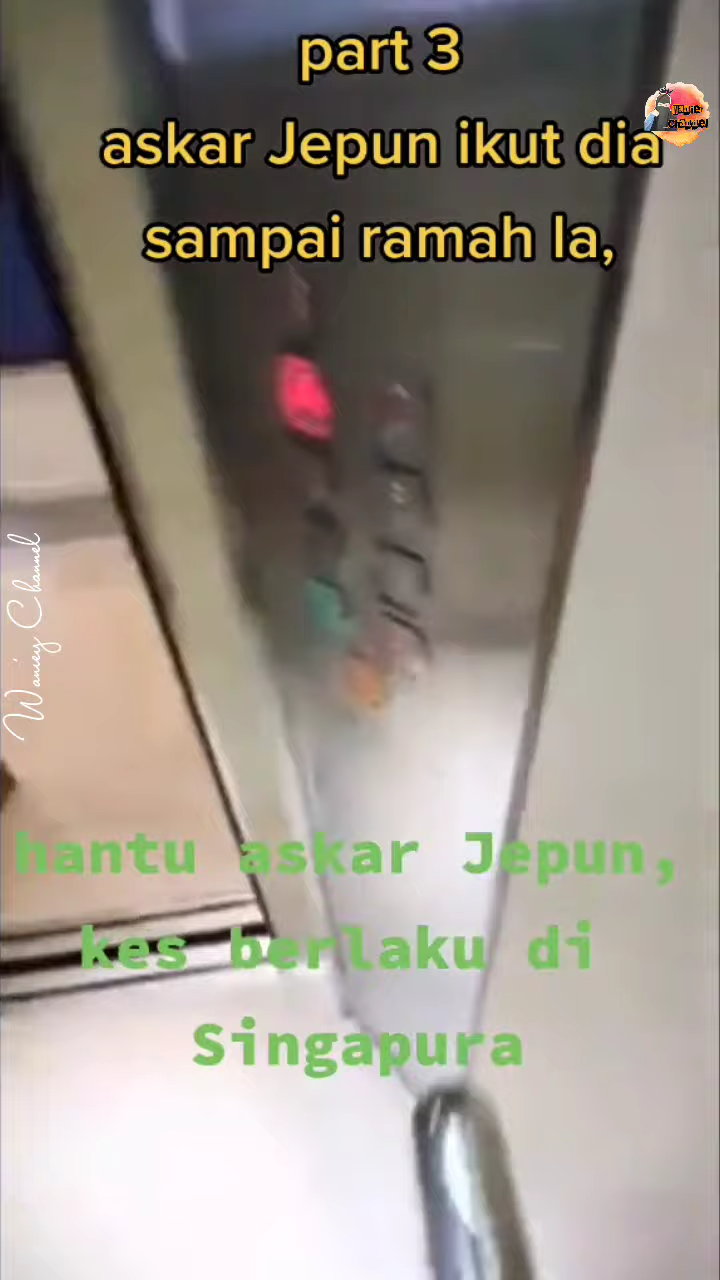 part 3
askar Jepun ikut dia
sampai ramah la,
Waniey Channel
hantu askar Jepun,
kes berlaku di
Singapura